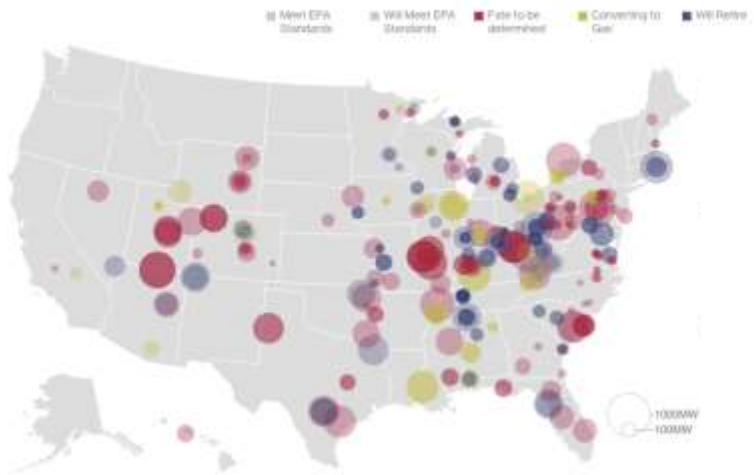 Meet EPA
Standards
Will Meet EPA
Standards
Fate to be
determined
Converting to
Gas
Will Retire
1000MW
100MW